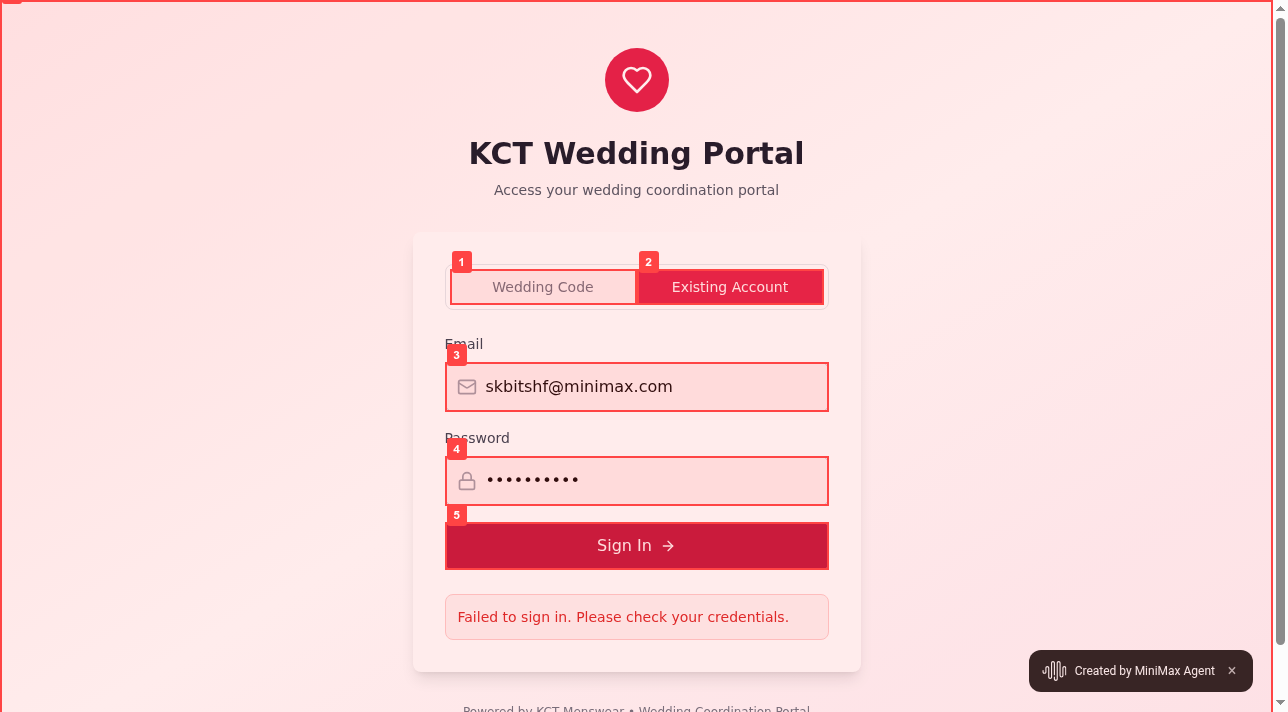 KCT Wedding Portal
Access your wedding coordination portal
1
2
Wedding Code
Existing Account
Email
3
skbitshf@minimax.com
Password
4
••••••••••
5
Sign In →
Failed to sign in. Please check your credentials.
Created by MiniMax Agent ×
Powered by KCT Menswear • Wedding Coordination Portal